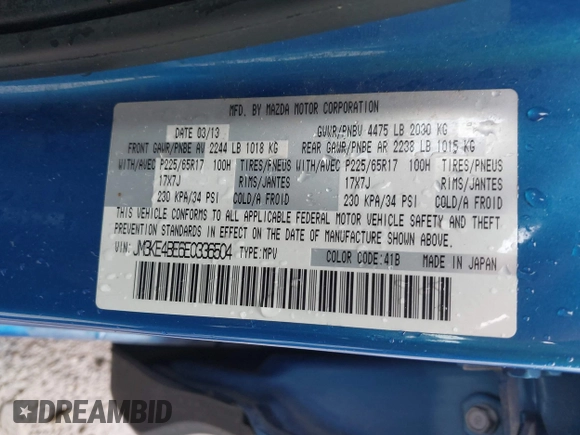 MFD. BY MAZDA MOTOR CORPORATION
DATE 03/13 GVWR/PNBV 4475 LB 2030 KG
FRONT GAWR/PNBE AV 2244 LB 1018 KG REAR GAWR/PNBE AR 2238 LB 1015 KG
WITH/AVEC P225/65R17 100H TIRES/PNEUS WITH/AVEC P225/65R17 100H TIRES/PNEUS
17X7J RIMS/JANTES 17X7J RIMS/JANTES
230 KPA/34 PSI COLD/A FROID 230 KPA/34 PSI COLD/A FROID
THIS VEHICLE CONFORMS TO ALL APPLICABLE FEDERAL MOTOR VEHICLE SAFETY AND THEFT
PREVENTION STANDARDS IN EFFECT ON THE DATE OF MANUFACTURE SHOWN ABOVE.
VIN: JM3KE4BE6E0336504 TYPE:MPV COLOR CODE:41B MADE IN JAPAN
DREAMBID